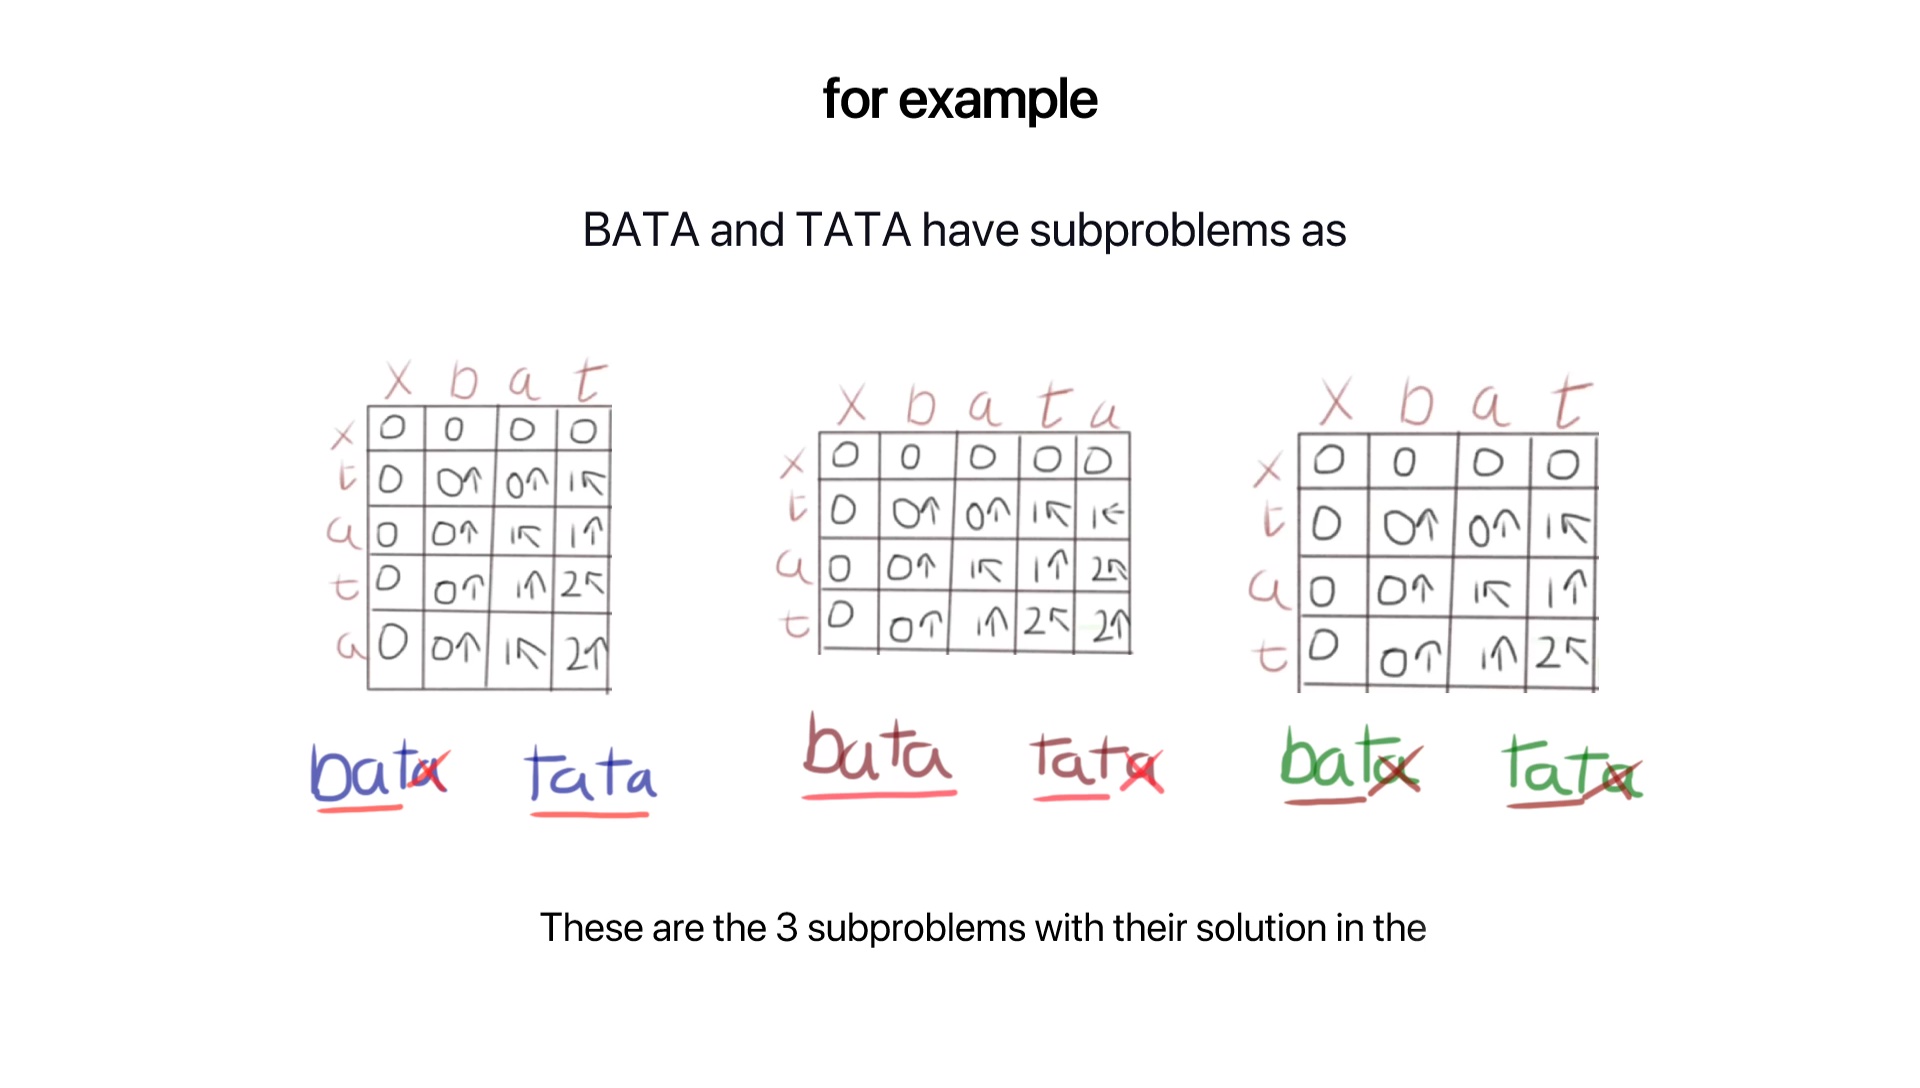 for example
BATA and TATA have subproblems as
x b a t
x 0 0 0 0
t 0 0↑ 0↑ 1↖
a 0 0↑ 1↖ 1↑
t 0 0↑ 1↑ 2↖
a 0 0↑ 1↖ 2↑
bata tata
x b a t a
x 0 0 0 0 0
t 0 0↑ 0↑ 1↖ 1←
a 0 0↑ 1↖ 1↑ 2↖
t 0 0↑ 1↑ 2↖ 2↑
bata tata
x b a t
x 0 0 0 0
t 0 0↑ 0↑ 1↖
a 0 0↑ 1↖ 1↑
t 0 0↑ 1↑ 2↖
bata tata
These are the 3 subproblems with their solution in the